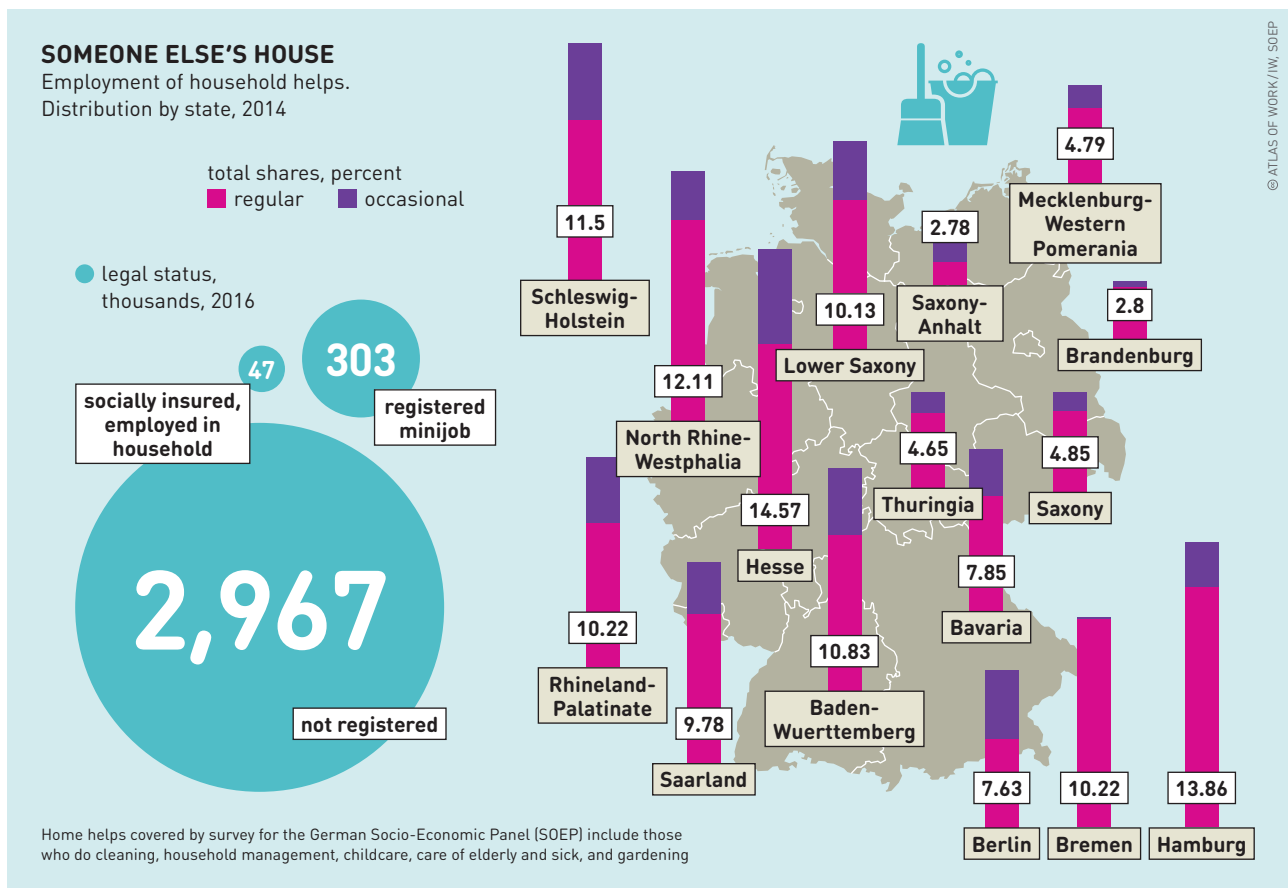 SOMEONE ELSE'S HOUSE
Employment of household helps.
Distribution by state, 2014
total shares, percent
regular
occasional
legal status,
thousands, 2016
47
303
socially insured,
employed in
household
registered
minijob
2,967
not registered
11.5
Schleswig-
Holstein
12.11
North Rhine-
Westphalia
14.57
Hesse
10.13
Lower Saxony
2.78
Saxony-
Anhalt
4.79
Mecklenburg-
Western
Pomerania
2.8
Brandenburg
4.65
Thuringia
4.85
Saxony
10.22
Rhineland-
Palatinate
9.78
Saarland
10.83
Baden-
Wuerttemberg
7.85
Bavaria
7.63
Berlin
10.22
Bremen
13.86
Hamburg
Home helps covered by survey for the German Socio-Economic Panel (SOEP) include those
who do cleaning, household management, childcare, care of elderly and sick, and gardening
🅭 ATLAS OF WORK/IW, SOEP